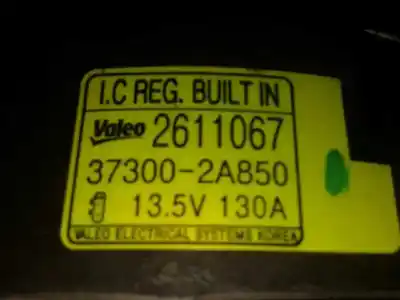 I.C REG. BUILT IN
Valeo 2611067
37300-2A850
13.5V 130A
VALEO ELECTRICAL SYSTEMS KOREA